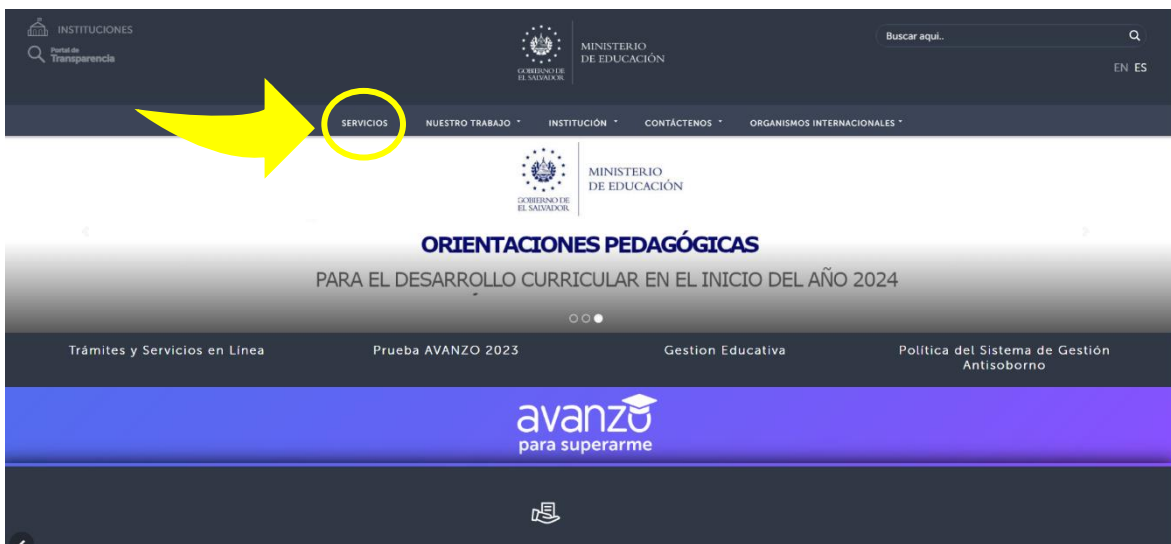 INSTITUCIONES
Portal de
Transparencia
GOBIERNO DE
EL SALVADOR
MINISTERIO
DE EDUCACIÓN
Buscar aqui..
EN ES
SERVICIOS NUESTRO TRABAJO INSTITUCIÓN CONTÁCTENOS ORGANISMOS INTERNACIONALES
GOBIERNO DE
EL SALVADOR
MINISTERIO
DE EDUCACIÓN
ORIENTACIONES PEDAGÓGICAS
PARA EL DESARROLLO CURRICULAR EN EL INICIO DEL AÑO 2024
Trámites y Servicios en Línea
Prueba AVANZO 2023
Gestion Educativa
Política del Sistema de Gestión
Antisoborno
avanzo
para superarme